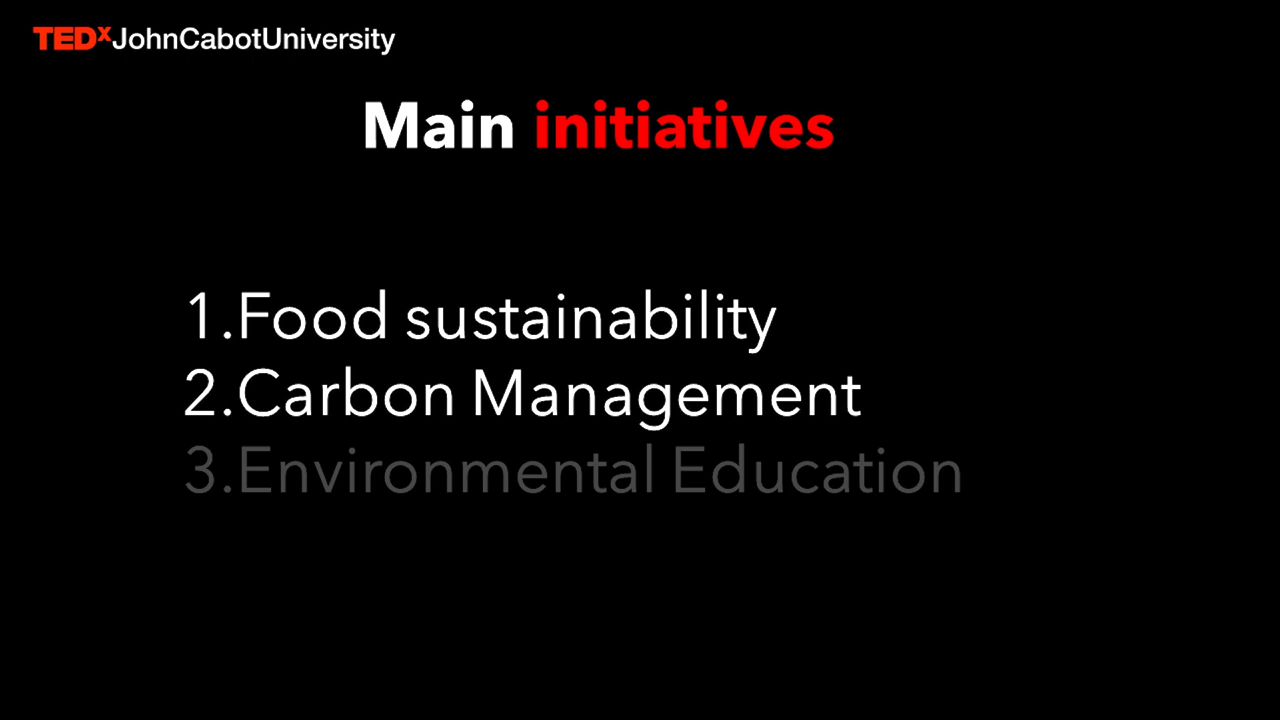 TEDxJohnCabotUniversity
Main initiatives
1.Food sustainability
2.Carbon Management
3.Environmental Education